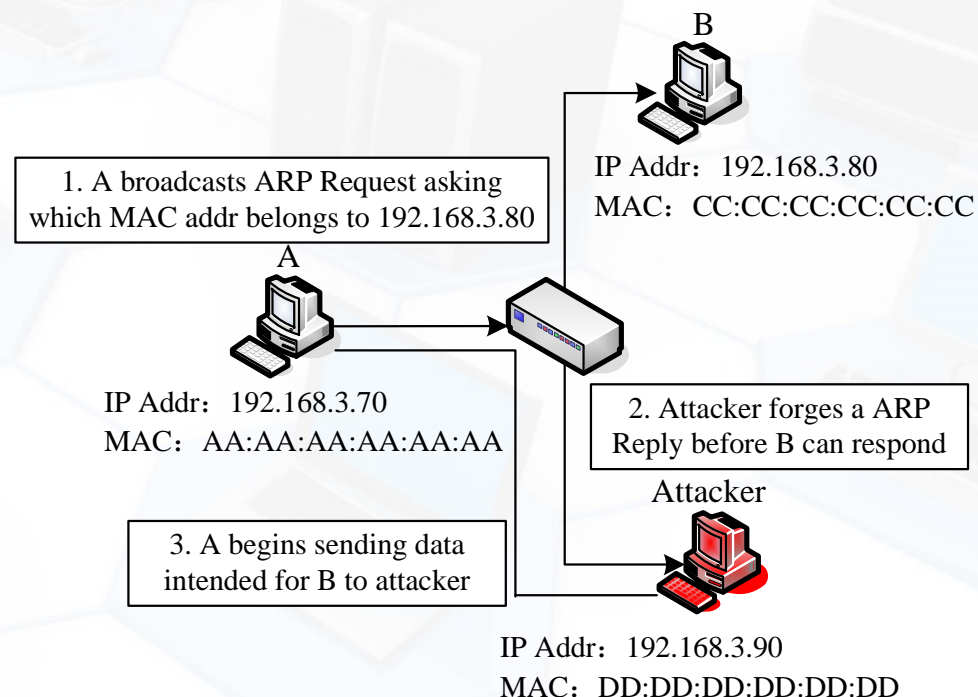 B
IP Addr：192.168.3.80
MAC：CC:CC:CC:CC:CC:CC
1. A broadcasts ARP Request asking
which MAC addr belongs to 192.168.3.80
A
IP Addr：192.168.3.70
MAC：AA:AA:AA:AA:AA:AA
2. Attacker forges a ARP
Reply before B can respond
Attacker
3. A begins sending data
intended for B to attacker
IP Addr：192.168.3.90
MAC：DD:DD:DD:DD:DD:DD